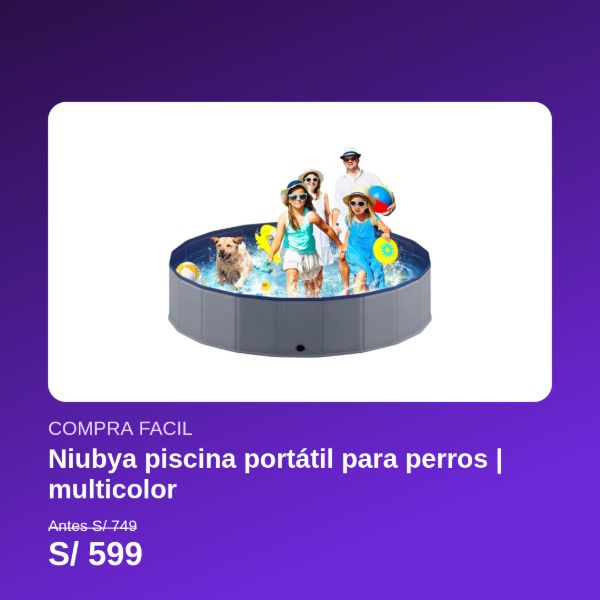 COMPRA FACIL
Niubya piscina portátil para perros |
multicolor
Antes S/ 749
S/ 599